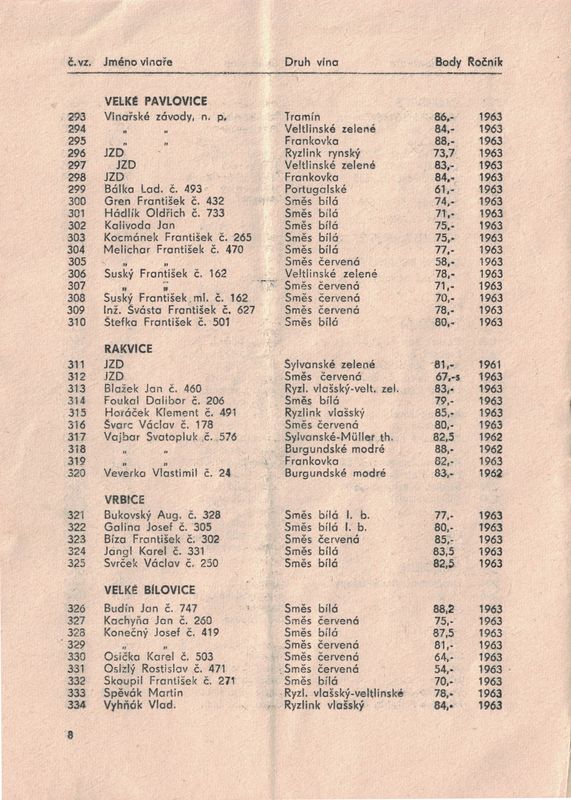 č.vz. Jméno vinaře Druh vína Body Ročník
VELKÉ PAVLOVICE
293 Vinařské závody, n. p. Tramín 86,- 1963
294 „ „ Veltlinské zelené 84,- 1963
295 „ „ Frankovka 88,- 1963
296 JZD Ryzlink rynský 73,7 1963
297 JZD Veltlinské zelené 83,- 1963
298 JZD Frankovka 84,- 1963
299 Bálka Lad. č. 493 Portugalské 61,- 1963
300 Gren František č. 432 Směs bílá 74,- 1963
301 Hádlík Oldřich č. 733 Směs bílá 71,- 1963
302 Kalivoda Jan Směs bílá 75,- 1963
303 Kocmánek František č. 265 Směs bílá 75,- 1963
304 Melichar František č. 470 Směs bílá 77,- 1963
305 „ „ Směs červená 58,- 1963
306 Suský František č. 162 Veltlinské zelené 78,- 1963
307 „ „ Směs červená 71,- 1963
308 Suský František ml. č. 162 Směs červená 70,- 1963
309 Inž. Švásta František č. 627 Směs červená 78,- 1963
310 Štefka František č. 501 Směs bílá 80,- 1963
RAKVICE
311 JZD Sylvanské zelené 81,- 1961
312 JZD Směs červená 67,-s 1963
313 Blažek Jan č. 460 Ryzl. vlašský-velt. zel. 83,- 1963
314 Foukal Dalibor č. 206 Směs bílá 79,- 1963
315 Horáček Klement č. 491 Ryzlink vlašský 85,- 1963
316 Švarc Václav č. 178 Směs červená 80,- 1963
317 Vajbar Svatopluk č. 576 Sylvanské-Müller th. 82,5 1962
318 „ „ Burgundské modré 88,- 1962
319 „ „ Frankovka 82,- 1963
320 Veverka Vlastimil č. 24 Burgundské modré 83,- 1962
VRBICE
321 Bukovský Aug. č. 328 Směs bílá I. b. 77,- 1963
322 Galina Josef č. 305 Směs bílá I. b. 80,- 1963
323 Bíza František č. 302 Směs červená 85,- 1963
324 Jangl Karel č. 331 Směs bílá 83,5 1963
325 Svrček Václav č. 250 Směs bílá 82,5 1963
VELKÉ BÍLOVICE
326 Budín Jan č. 747 Směs bílá 88,2 1963
327 Kachyňa Jan č. 260 Směs červená 75,- 1963
328 Konečný Josef č. 419 Směs bílá 87,5 1963
329 „ „ Směs červená 81,- 1963
330 Osička Karel č. 503 Směs červená 64,- 1963
331 Osizlý Rostislav č. 471 Směs červená 54,- 1963
332 Skoupil František č. 271 Směs bílá 70,- 1963
333 Spěvák Martin Ryzl. vlašský-veltlinské 78,- 1963
334 Vyhňák Vlad. Ryzlink vlašský 84,- 1963
8